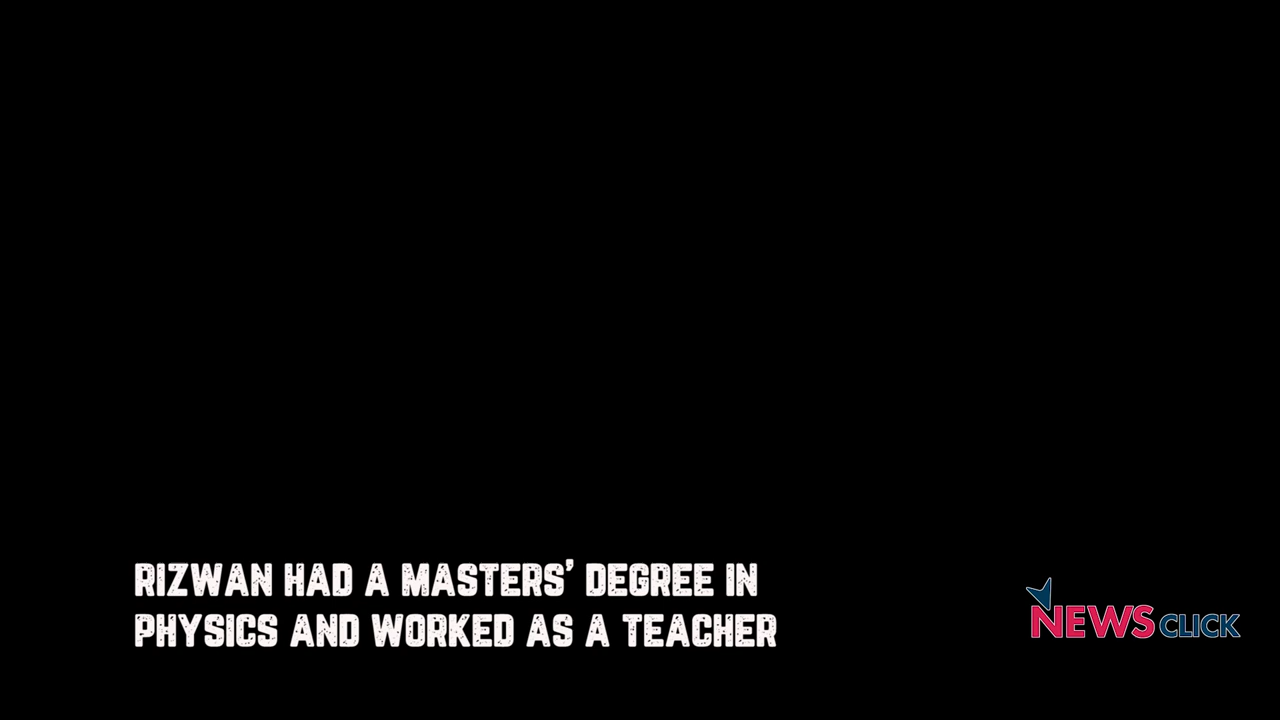 RIZWAN HAD A MASTERS’ DEGREE IN
PHYSICS AND WORKED AS A TEACHER
NEWSCLICK